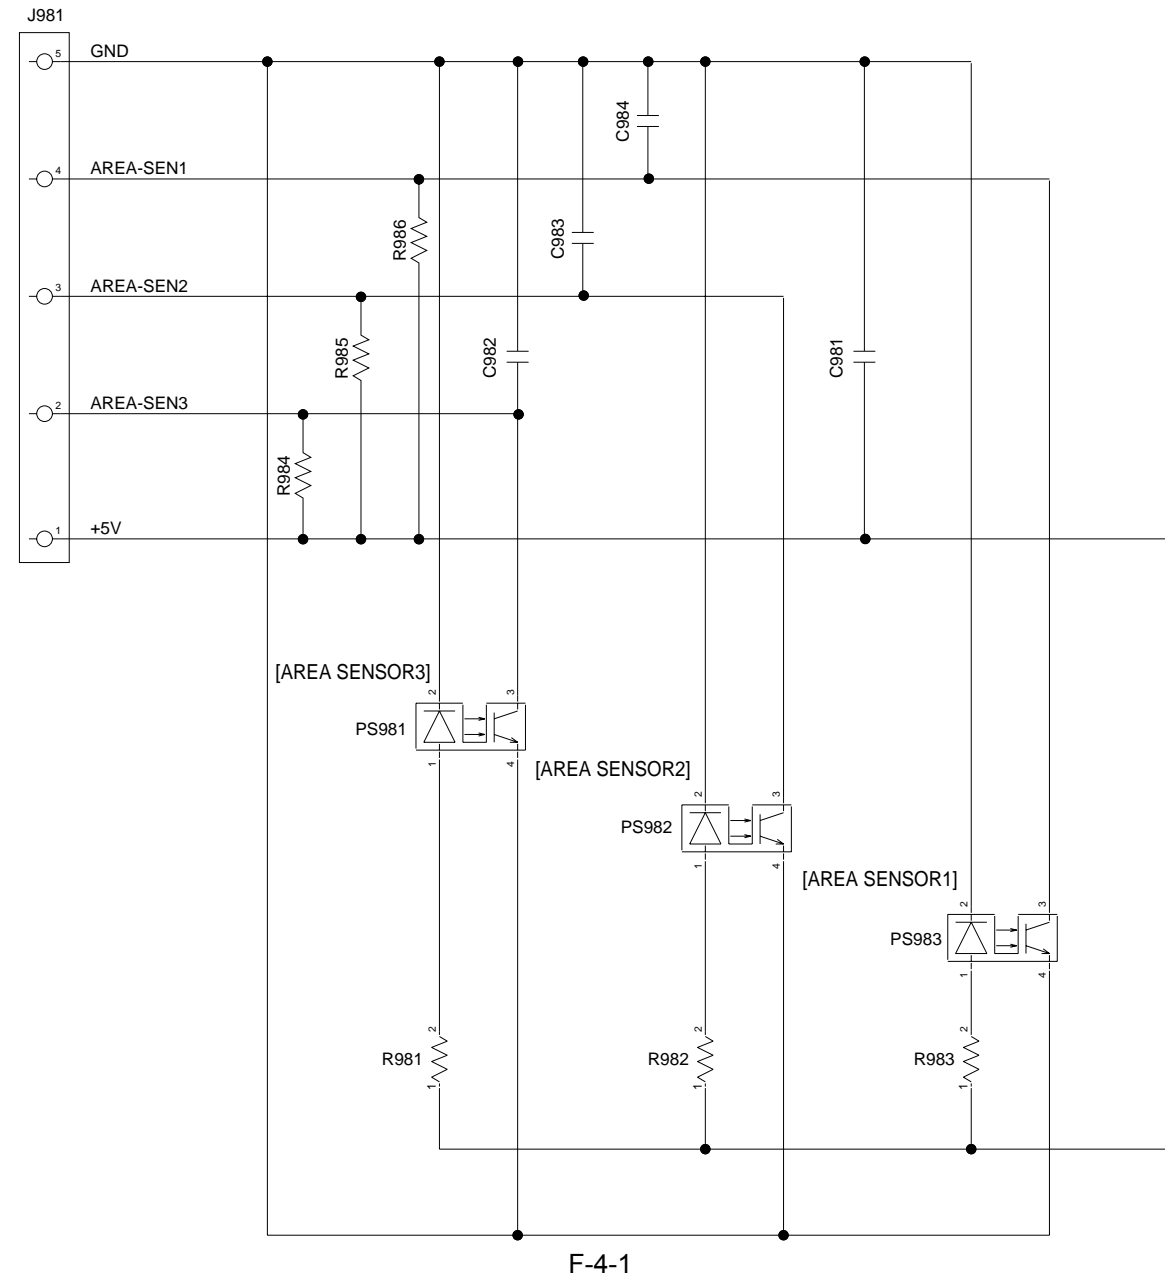 J981
5 GND
C984
4 AREA-SEN1
R986
C983
3 AREA-SEN2
R985
C982
C981
2 AREA-SEN3
R984
1 +5V
[AREA SENSOR3]
2 3
PS981
1 4
[AREA SENSOR2]
2 3
PS982
1 4
[AREA SENSOR1]
2 3
PS983
1 4
2 2 2
R981 R982 R983
1 1 1
F-4-1